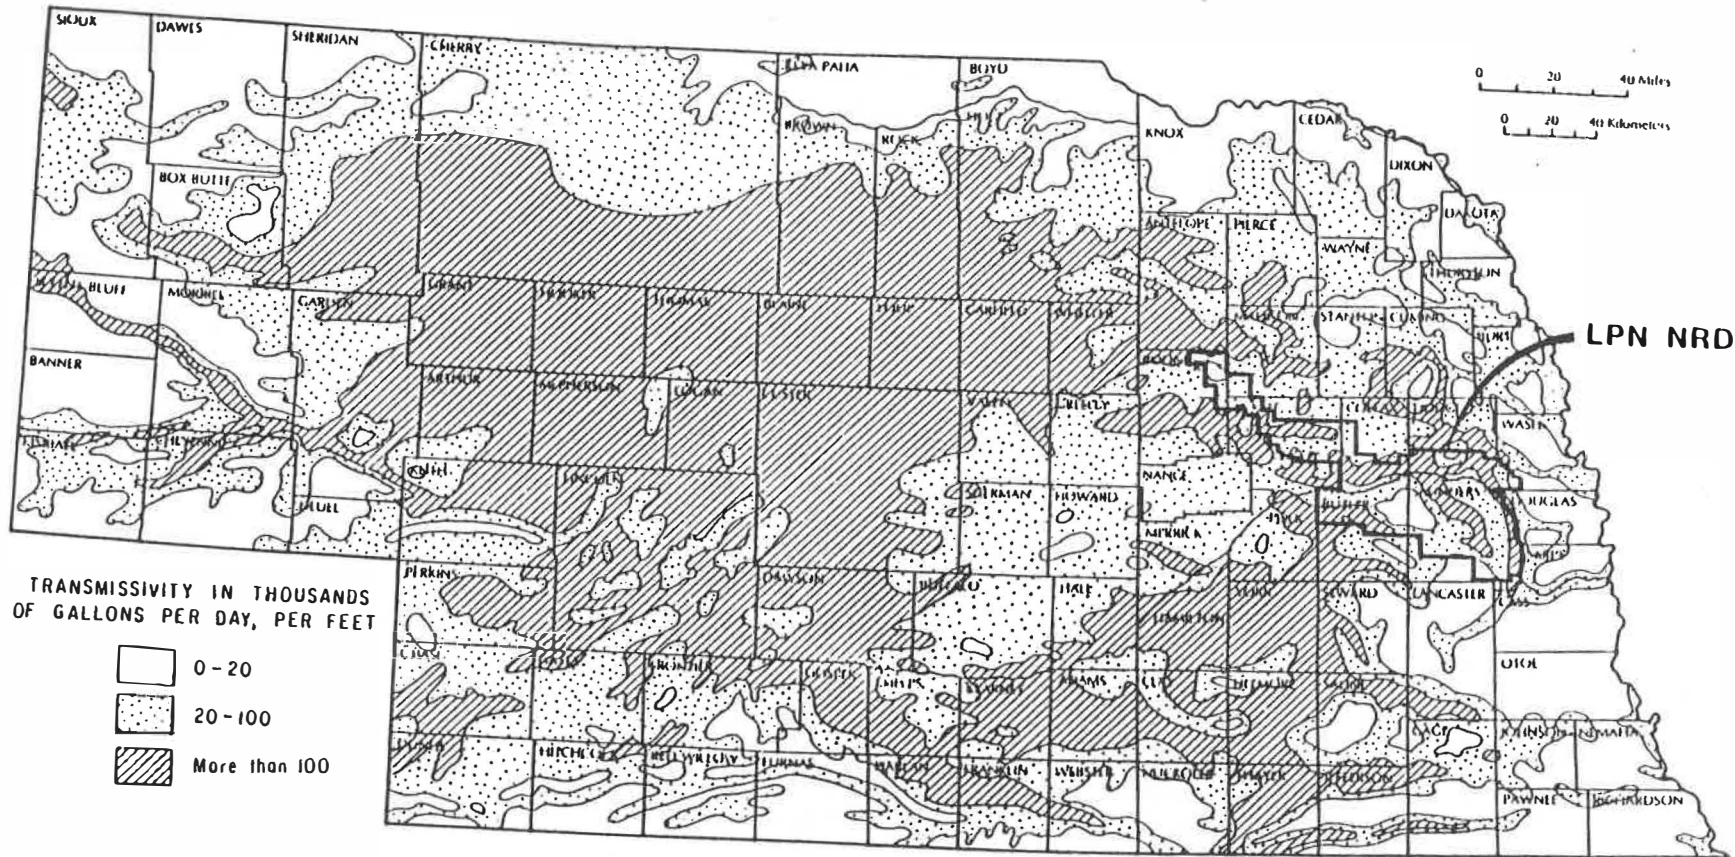 SIOUX
DAWES
SHERIDAN
CHERRY
BOYD
0 20 40 Miles
0 20 40 Kilometers
KNOX
CEDAR
DIXON
BROWN
ROCK
BOX BUTTE
DAKOTA
ANTELOPE
PIERCE
WAYNE
THURSTON
BLUFF
GARDEN
GRANT
HOOKER
THOMAS
BLAINE
GARFIELD
WHEELER
STANTON
CUMING
LPN NRD
BANNER
ARTHUR
MCPHERSON
LOGAN
CUSTER
VALLEY
GREELEY
COLFAX
WASH
NANCE
KEITH
LINCOLN
SHERMAN
HOWARD
BUTLER
SAUNDERS
DOUGLAS
DEUEL
MERRICK
POLK
TRANSMISSIVITY IN THOUSANDS
OF GALLONS PER DAY, PER FEET
0-20
20-100
More than 100
PERKINS
DAWSON
BUFFALO
HALL
HAMILTON
YORK
SEWARD
LANCASTER
CASS
OTOE
CHASE
FRONTIER
GOSPER
PHELPS
KEARNEY
ADAMS
CLAY
FILLMORE
SALINE
GAGE
JOHNSON
NEMAHA
HITCHCOCK
RED WILLOW
FURNAS
HARLAN
FRANKLIN
WEBSTER
NUCKOLLS
THAYER
JEFFERSON
PAWNEE
RICHARDSON